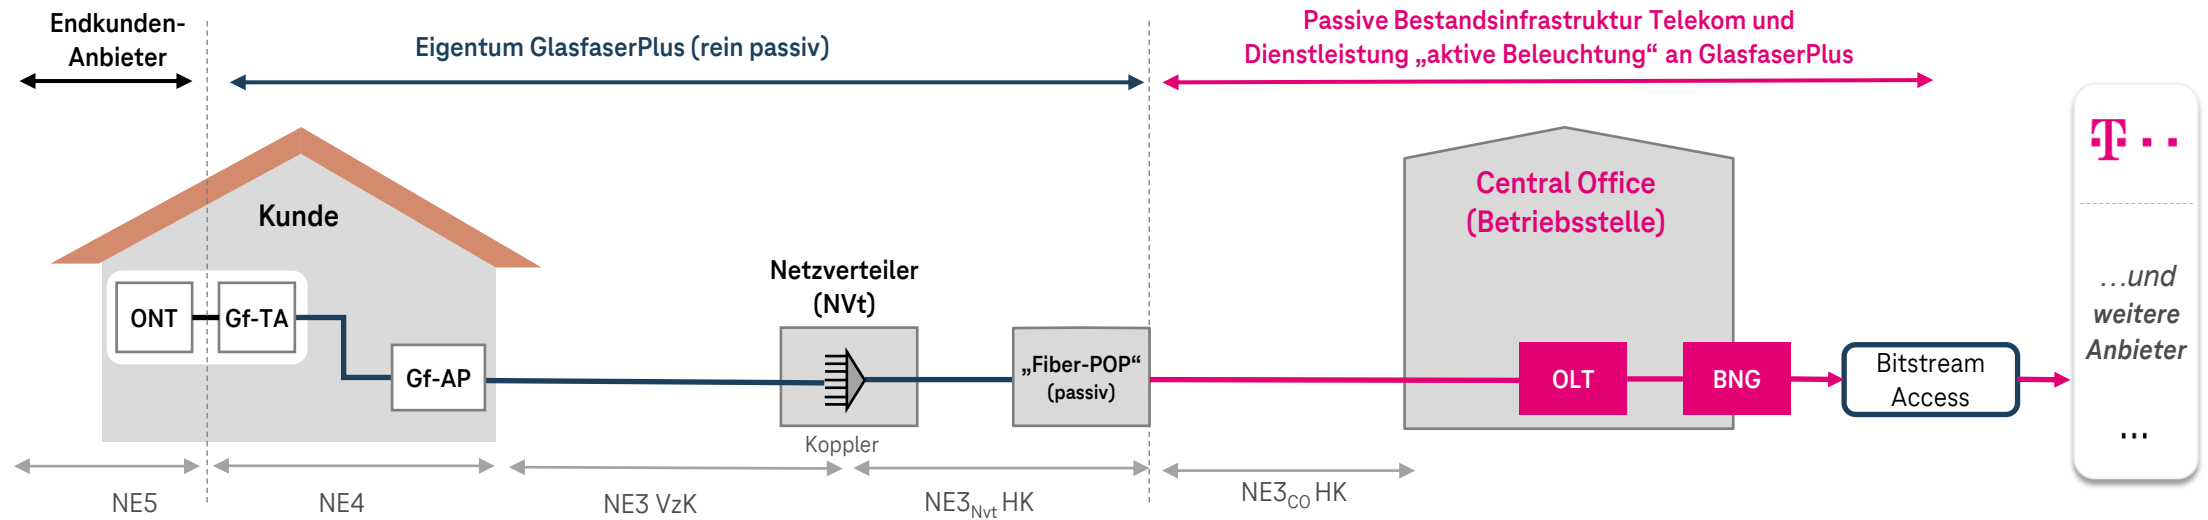 Endkunden-
Anbieter
Eigentum GlasfaserPlus (rein passiv)
Passive Bestandsinfrastruktur Telekom und
Dienstleistung „aktive Beleuchtung“ an GlasfaserPlus
Kunde
ONT
Gf-TA
Gf-AP
Netzverteiler
(NVt)
Koppler
„Fiber-POP“
(passiv)
Central Office
(Betriebsstelle)
OLT
BNG
Bitstream
Access
T
…und
weitere
Anbieter
...
NE5
NE4
NE3 VzK
NE3Nvt HK
NE3CO HK